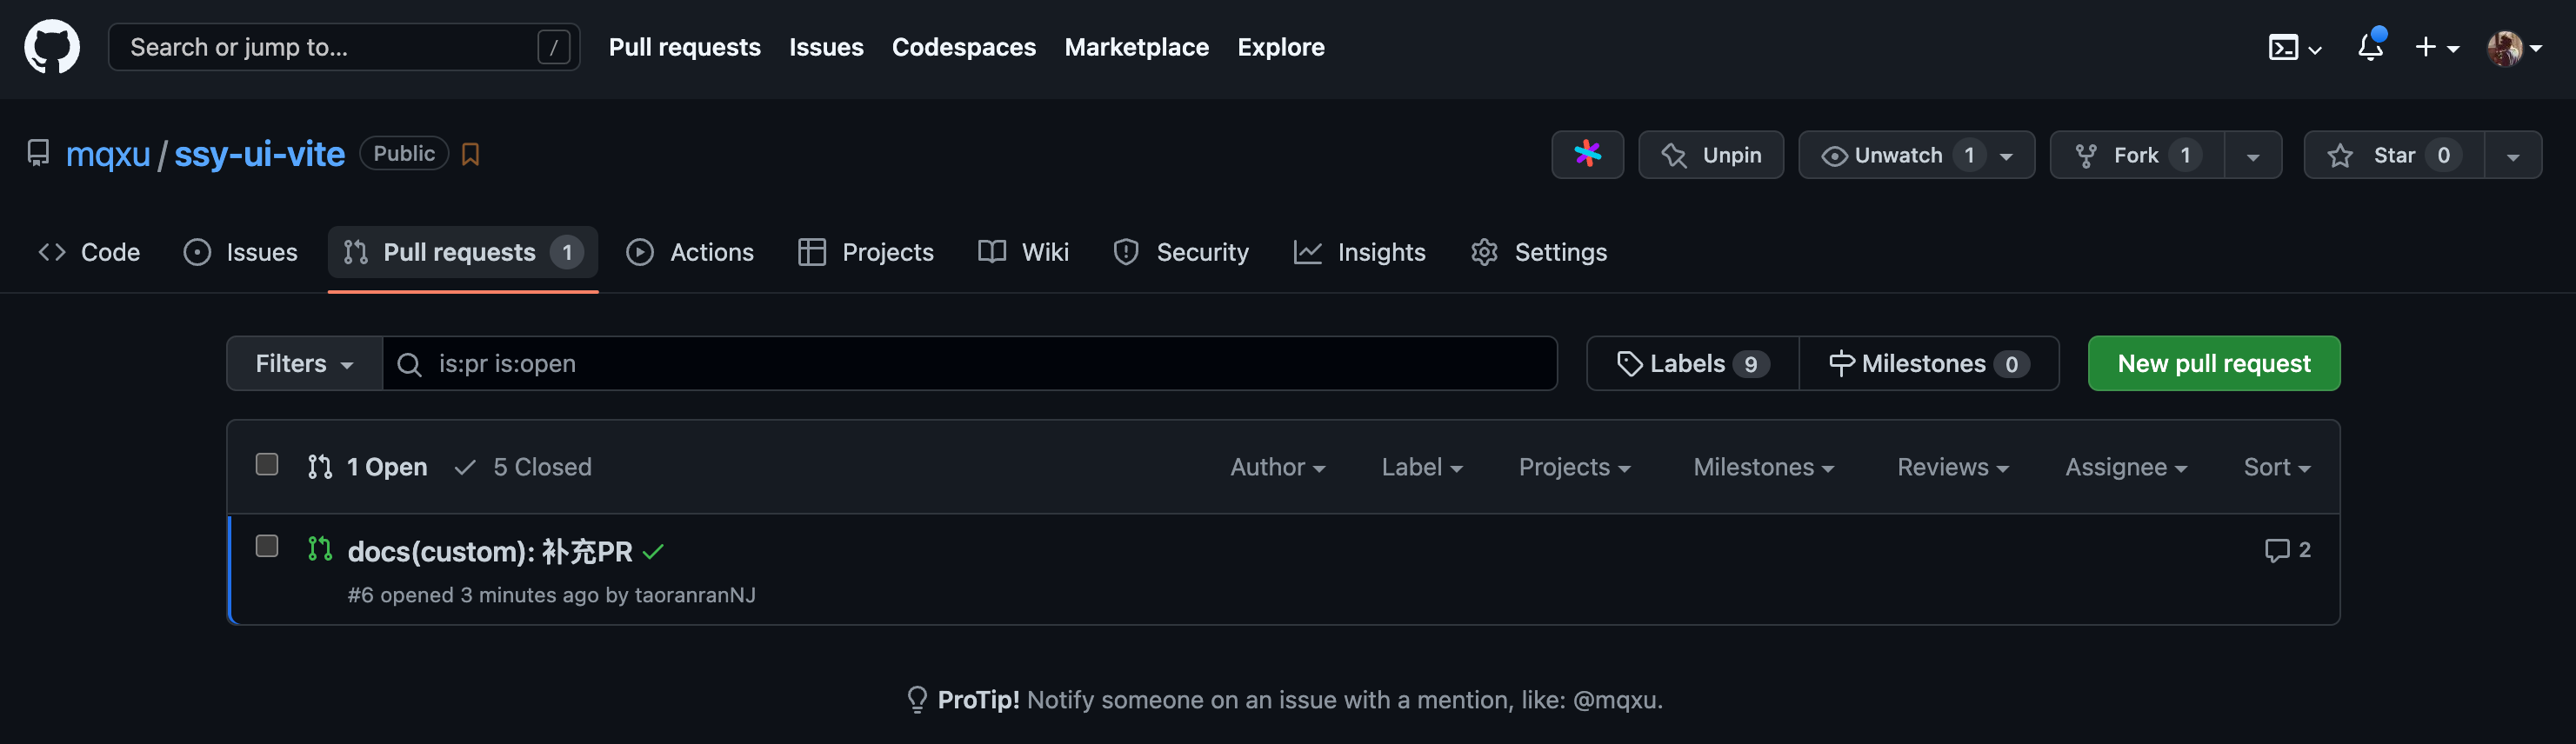 Search or jump to... / Pull requests Issues Codespaces Marketplace Explore
mqxu / ssy-ui-vite Public Unpin Unwatch 1 Fork 1 Star 0
Code Issues Pull requests 1 Actions Projects Wiki Security Insights Settings
Filters is:pr is:open Labels 9 Milestones 0 New pull request
1 Open 5 Closed Author Label Projects Milestones Reviews Assignee Sort
docs(custom): 补充PR 2
#6 opened 3 minutes ago by taoranranNJ
ProTip! Notify someone on an issue with a mention, like: @mqxu.